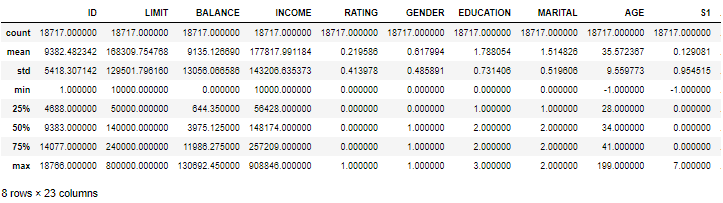 ID LIMIT BALANCE INCOME RATING GENDER EDUCATION MARITAL AGE S1
count 18717.000000 18717.000000 18717.000000 18717.000000 18717.000000 18717.000000 18717.000000 18717.000000 18717.000000 18717.000000
mean 9382.482342 168309.754768 9135.126690 177817.991184 0.219586 0.617994 1.788054 1.514826 35.572367 0.129081
std 5418.307142 129501.796160 13056.066586 143206.635373 0.413978 0.485891 0.731406 0.519606 9.559773 0.954515
min 1.000000 10000.000000 0.000000 10000.000000 0.000000 0.000000 0.000000 0.000000 -1.000000 -1.000000
25% 4688.000000 50000.000000 644.350000 56428.000000 0.000000 0.000000 1.000000 1.000000 28.000000 0.000000
50% 9383.000000 140000.000000 3975.125000 148174.000000 0.000000 1.000000 2.000000 2.000000 34.000000 0.000000
75% 14077.000000 240000.000000 11986.275000 257209.000000 0.000000 1.000000 2.000000 2.000000 41.000000 0.000000
max 18766.000000 800000.000000 130692.450000 908846.000000 1.000000 1.000000 3.000000 2.000000 199.000000 7.000000
8 rows × 23 columns